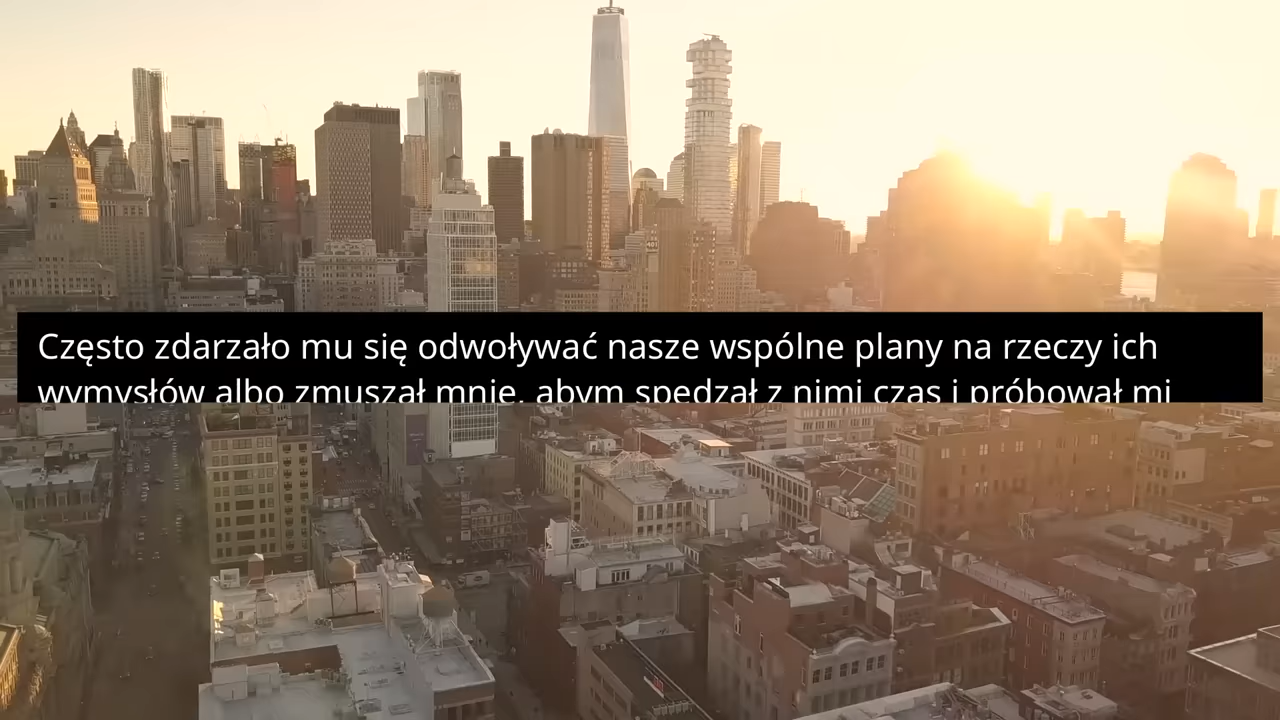 Często zdarzało mu się odwoływać nasze wspólne plany na rzeczy ich
wymysłów albo zmuszał mnie, abym spędzał z nimi czas i próbował mi